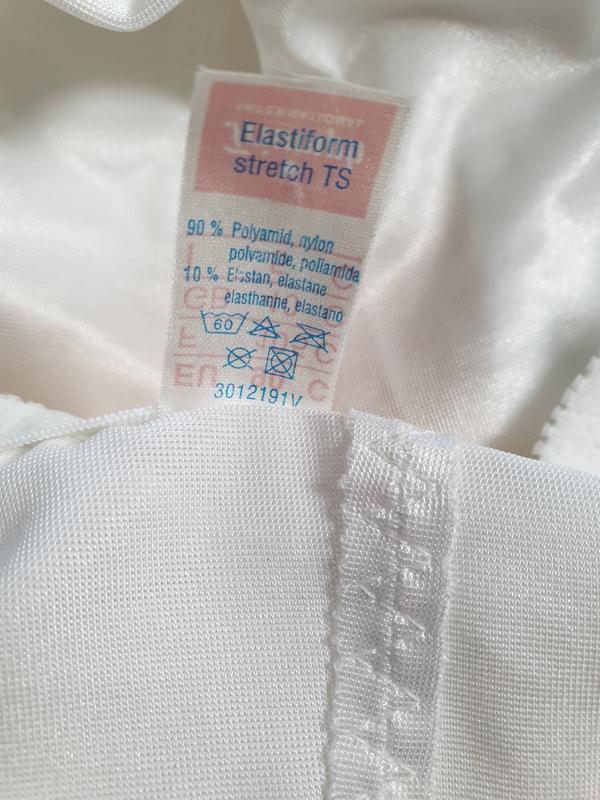 Elastiform
stretch TS
90 % Polyamid, nylon
polyamide, poliamida
10 % Elastan, elastane
elasthanne, elastano
60
3012191V